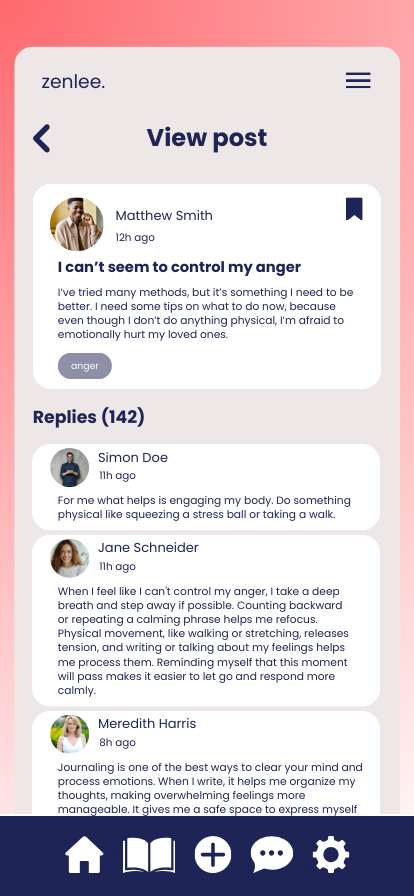 zenlee.
View post
Matthew Smith
12h ago
I can’t seem to control my anger
I’ve tried many methods, but it’s something I need to be
better. I need some tips on what to do now, because
even though I don’t do anything physical, I’m afraid to
emotionally hurt my loved ones.
anger
Replies (142)
Simon Doe
11h ago
For me what helps is engaging my body. Do something
physical like squeezing a stress ball or taking a walk.
Jane Schneider
11h ago
When I feel like I can't control my anger, I take a deep
breath and step away if possible. Counting backward
or repeating a calming phrase helps me refocus.
Physical movement, like walking or stretching, releases
tension, and writing or talking about my feelings helps
me process them. Reminding myself that this moment
will pass makes it easier to let go and respond more
calmly.
Meredith Harris
8h ago
Journaling is one of the best ways to clear your mind and
process emotions. When I write, it helps me organize my
thoughts, making overwhelming feelings more
manageable. It gives me a safe space to express myself